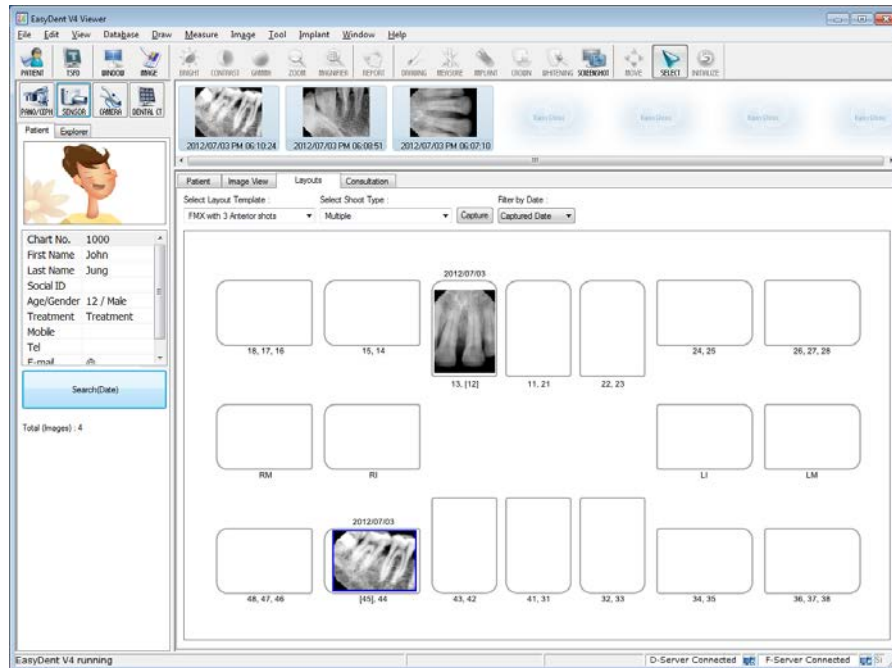 EasyDent V4 Viewer
File Edit View Database Draw Measure Image Tool Implant Window Help
PATIENT TSFD WINDOW IMAGE BRIGHT CONTRAST GAMMA ZOOM MAGNIFIER REPORT DRAWING MEASURE IMPLANT CROWN WHITENING SCREENSHOT MOVE SELECT INITIALIZE
PANO/CEPH SENSOR CAMERA DENTAL CT
2012/07/03 PM 06:10:24 2012/07/03 PM 06:08:51 2012/07/03 PM 06:07:10
Patient Explorer
Patient Image View Layouts Consultation
Select Layout Template : Select Shoot Type : Filter by Date :
FMX with 3 Anterior shots Multiple Capture Captured Date
Chart No. 1000
First Name John
Last Name Jung
Social ID
Age/Gender 12 / Male
Treatment Treatment
Mobile
Tel
E-mail @
Search(Date)
Total (Images) : 4
2012/07/03
18, 17, 16 15, 14 13, [12] 11, 21 22, 23 24, 25 26, 27, 28
RM RI LI LM
2012/07/03
48, 47, 46 [45], 44 43, 42 41, 31 32, 33 34, 35 36, 37, 38
EasyDent V4 running D-Server Connected F-Server Connected